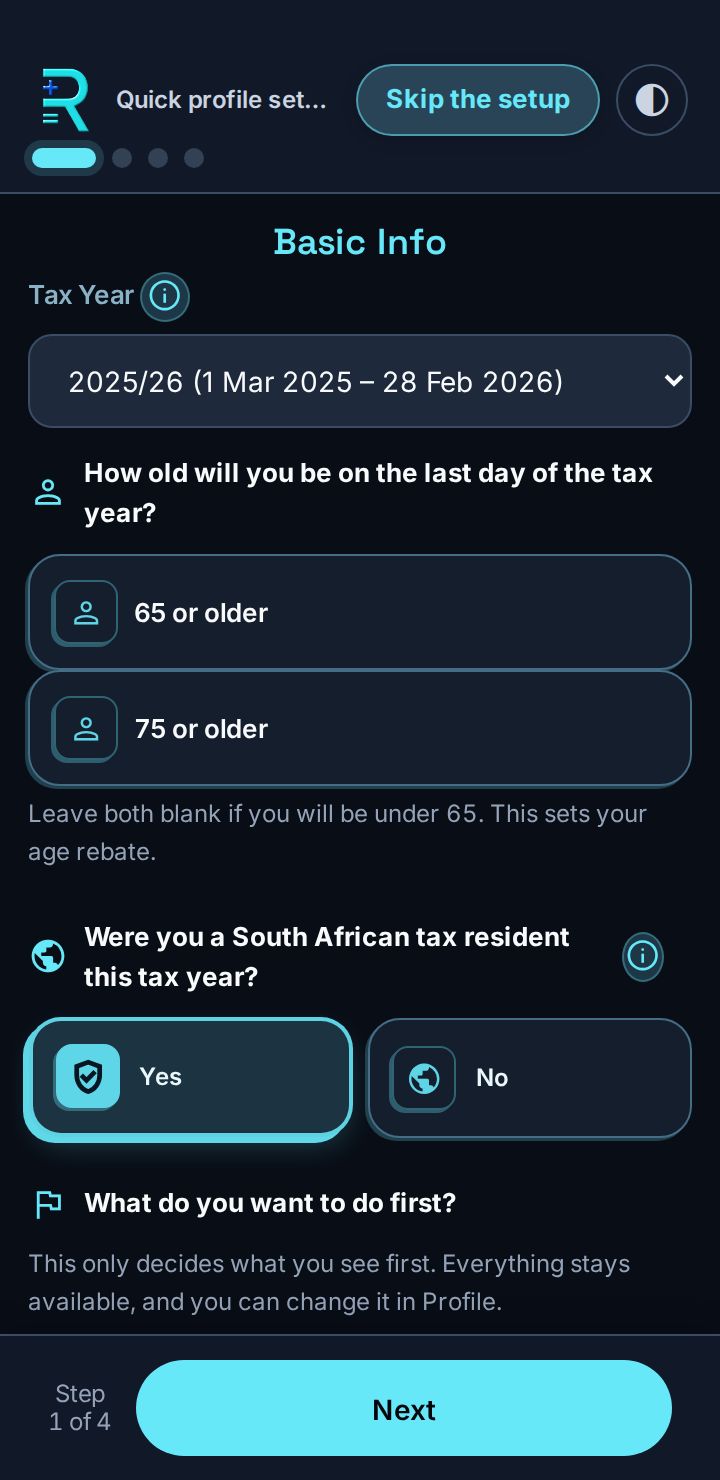 Quick profile set...
Skip the setup
Basic Info
Tax Year
2025/26 (1 Mar 2025 – 28 Feb 2026)
How old will you be on the last day of the tax
year?
65 or older
75 or older
Leave both blank if you will be under 65. This sets your
age rebate.
Were you a South African tax resident
this tax year?
Yes
No
What do you want to do first?
This only decides what you see first. Everything stays
available, and you can change it in Profile.
Step
1 of 4
Next